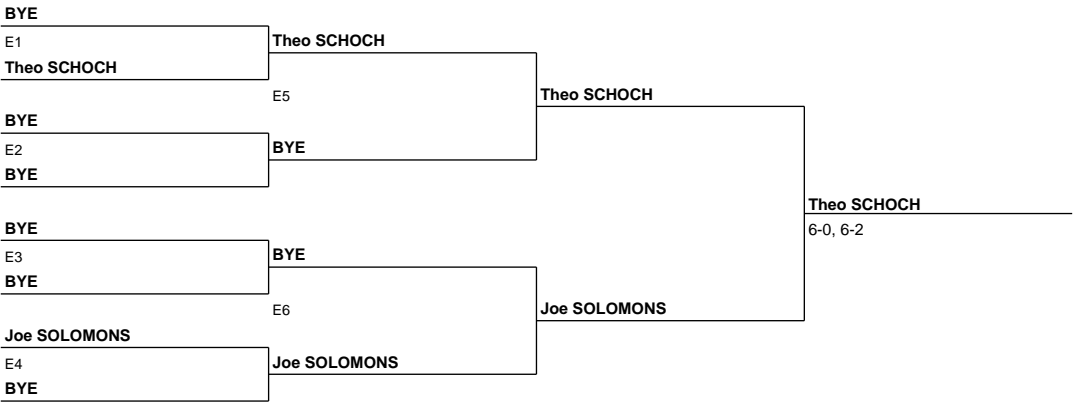 BYE
E1
Theo SCHOCH
Theo SCHOCH
E5
Theo SCHOCH
BYE
E2
BYE
BYE
Theo SCHOCH
6-0, 6-2
BYE
E3
BYE
BYE
E6
Joe SOLOMONS
Joe SOLOMONS
E4
Joe SOLOMONS
BYE